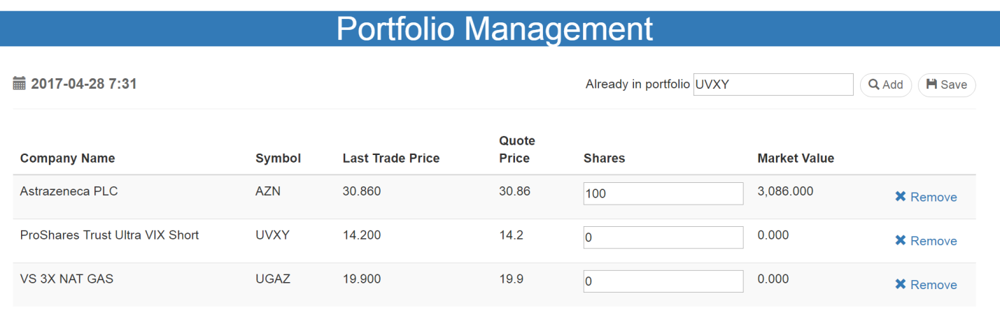 Portfolio Management
2017-04-28 7:31
Already in portfolio UVXY Add Save
Company Name Symbol Last Trade Price Quote Price Shares Market Value
Astrazeneca PLC AZN 30.860 30.86 100 3,086.000 Remove
ProShares Trust Ultra VIX Short UVXY 14.200 14.2 0 0.000 Remove
VS 3X NAT GAS UGAZ 19.900 19.9 0 0.000 Remove